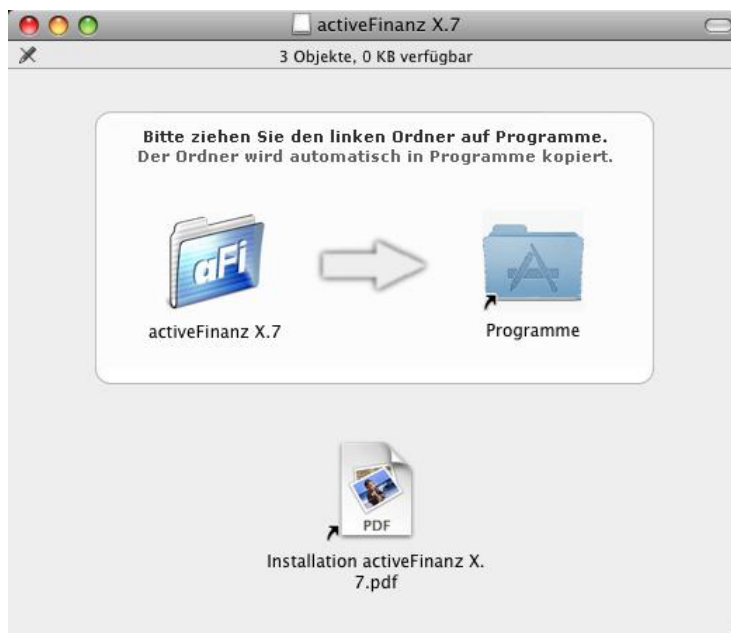 activeFinanz X.7
3 Objekte, 0 KB verfügbar
Bitte ziehen Sie den linken Ordner auf Programme.
Der Ordner wird automatisch in Programme kopiert.
aFi
activeFinanz X.7
Programme
PDF
Installation activeFinanz X.
7.pdf